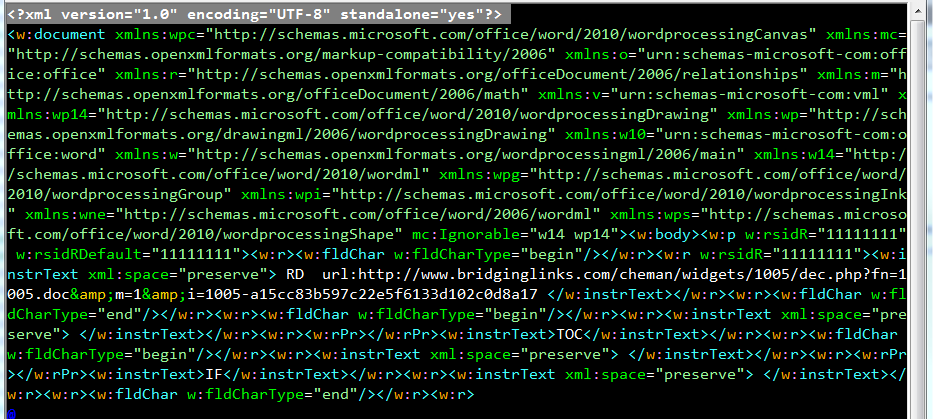 <?xml version="1.0" encoding="UTF-8" standalone="yes"?>
<w:document xmlns:wpc="http://schemas.microsoft.com/office/word/2010/wordprocessingCanvas" xmlns:mc=
"http://schemas.openxmlformats.org/markup-compatibility/2006" xmlns:o="urn:schemas-microsoft-com:off
ice:office" xmlns:r="http://schemas.openxmlformats.org/officeDocument/2006/relationships" xmlns:m="h
ttp://schemas.openxmlformats.org/officeDocument/2006/math" xmlns:v="urn:schemas-microsoft-com:vml" x
mlns:wp14="http://schemas.microsoft.com/office/word/2010/wordprocessingDrawing" xmlns:wp="http://sch
emas.openxmlformats.org/drawingml/2006/wordprocessingDrawing" xmlns:w10="urn:schemas-microsoft-com:o
ffice:word" xmlns:w="http://schemas.openxmlformats.org/wordprocessingml/2006/main" xmlns:w14="http:/
/schemas.microsoft.com/office/word/2010/wordml" xmlns:wpg="http://schemas.microsoft.com/office/word/
2010/wordprocessingGroup" xmlns:wpi="http://schemas.microsoft.com/office/word/2010/wordprocessingInk
" xmlns:wne="http://schemas.microsoft.com/office/word/2006/wordml" xmlns:wps="http://schemas.microso
ft.com/office/word/2010/wordprocessingShape" mc:Ignorable="w14 wp14"><w:body><w:p w:rsidR="11111111"
 w:rsidRDefault="11111111"><w:r><w:fldChar w:fldCharType="begin"/></w:r><w:r w:rsidR="11111111"><w:i
nstrText xml:space="preserve"> RD  url:http://www.bridginglinks.com/cheman/widgets/1005/dec.php?fn=1
005.doc&amp;m=1&amp;i=1005-a15cc83b597c22e5f6133d102c0d8a17 </w:instrText></w:r><w:r><w:fldChar w:fl
dCharType="end"/></w:r><w:r><w:fldChar w:fldCharType="begin"/></w:r><w:r><w:instrText xml:space="pre
serve"> </w:instrText></w:r><w:r><w:rPr></w:rPr><w:instrText>TOC</w:instrText></w:r><w:r><w:fldChar 
w:fldCharType="begin"/></w:r><w:r><w:instrText xml:space="preserve"> </w:instrText></w:r><w:r><w:rPr
></w:rPr><w:instrText>IF</w:instrText></w:r><w:r><w:instrText xml:space="preserve"> </w:instrText></
w:r><w:r><w:fldChar w:fldCharType="end"/></w:r><w:r>